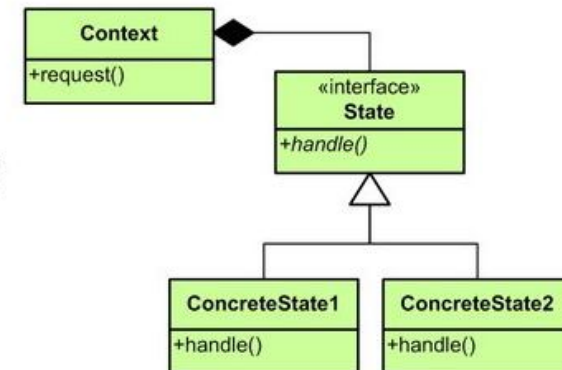 Context
+request()
«interface»
State
+handle()
ConcreteState1
+handle()
ConcreteState2
+handle()